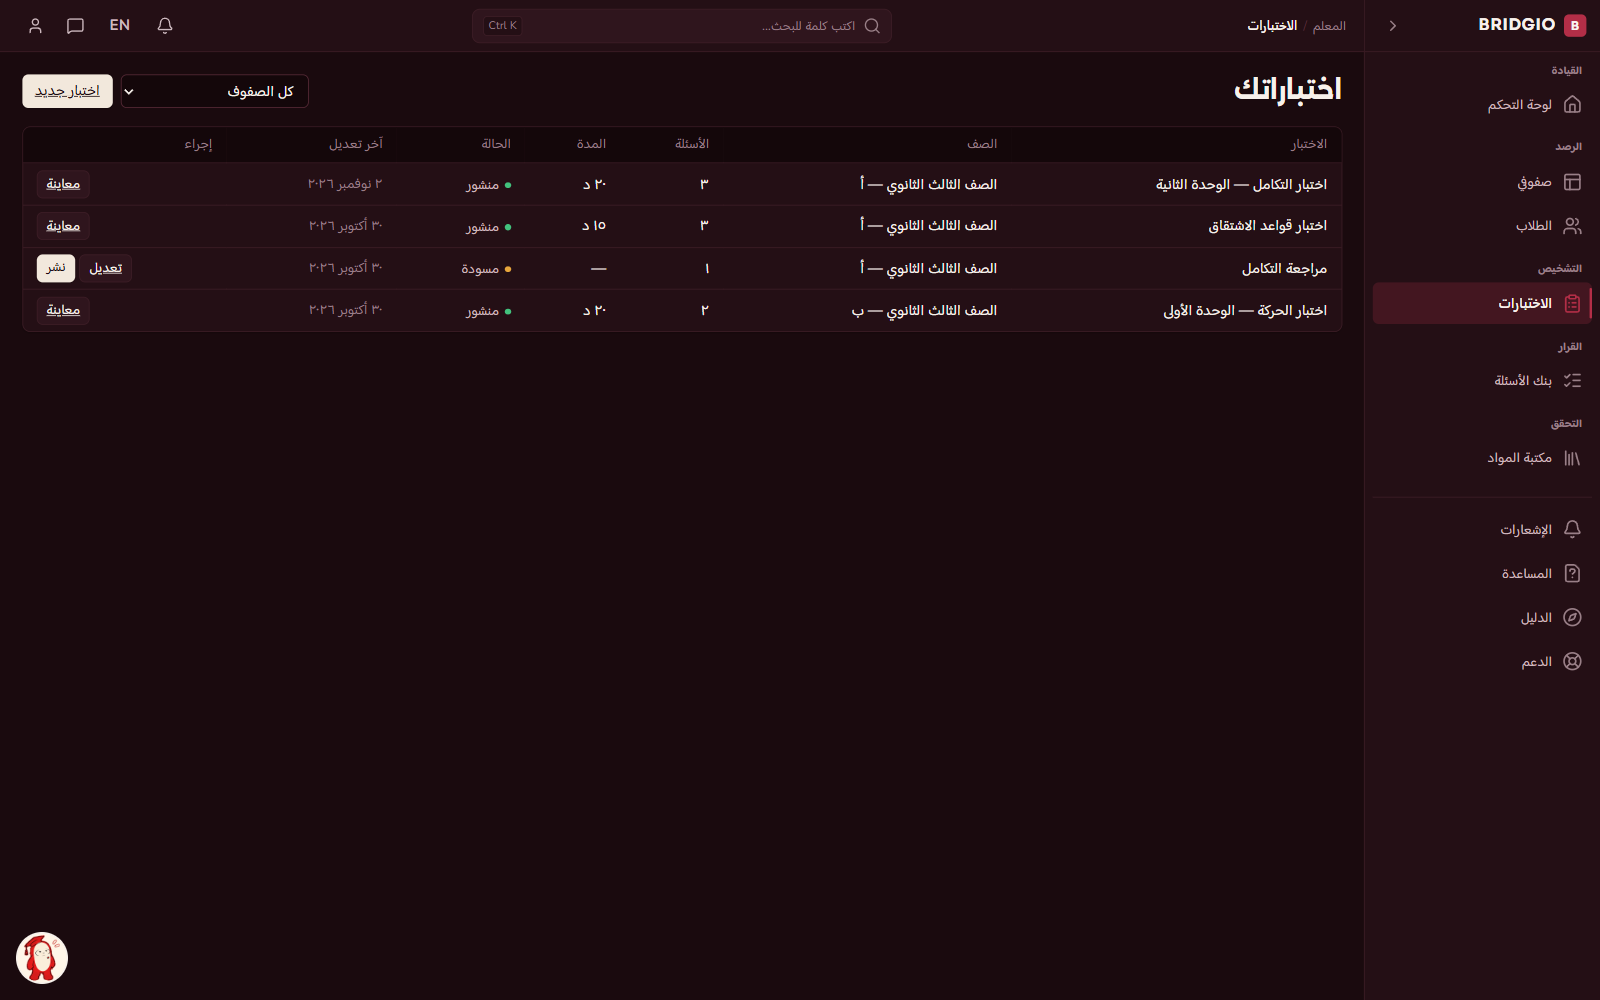 B BRIDGIO
المعلم / الاختبارات
اكتب كلمة للبحث...
Ctrl K
EN
القيادة
لوحة التحكم
الرصد
صفوفي
الطلاب
التشخيص
الاختبارات
القرار
بنك الأسئلة
التحقق
مكتبة المواد
الإشعارات
المساعدة
الدليل
الدعم
اختباراتك
كل الصفوف
اختبار جديد
الاختبار الصف الأسئلة المدة الحالة آخر تعديل إجراء
اختبار التكامل — الوحدة الثانية الصف الثالث الثانوي — أ ٣ ٢٠ د منشور ٢ نوفمبر ٢٠٢٦ معاينة
اختبار قواعد الاشتقاق الصف الثالث الثانوي — أ ٣ ١٥ د منشور ٣٠ أكتوبر ٢٠٢٦ معاينة
مراجعة التكامل الصف الثالث الثانوي — أ ١ — مسودة ٣٠ أكتوبر ٢٠٢٦ تعديل نشر
اختبار الحركة — الوحدة الأولى الصف الثالث الثانوي — ب ٢ ٢٠ د منشور ٣٠ أكتوبر ٢٠٢٦ معاينة